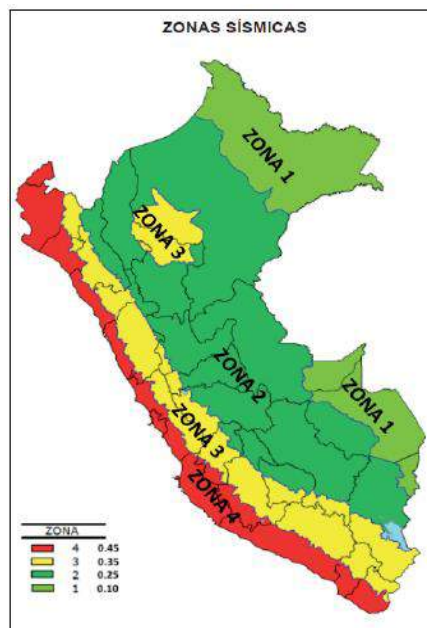 ZONAS SÍSMICAS
ZONA 1
ZONA 3
ZONA 2
ZONA 1
ZONA 3
ZONA 4
ZONA
4 0.45
3 0.35
2 0.25
1 0.10